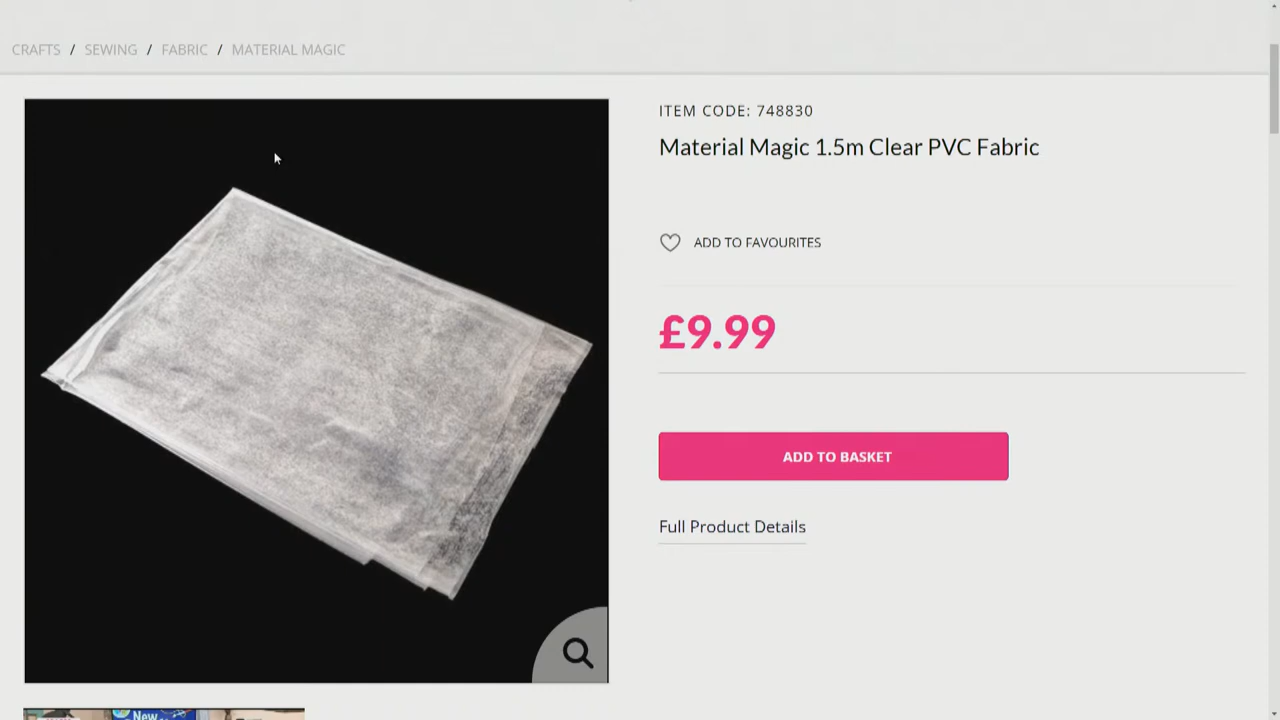 CRAFTS / SEWING / FABRIC / MATERIAL MAGIC
ITEM CODE: 748830
Material Magic 1.5m Clear PVC Fabric
ADD TO FAVOURITES
£9.99
ADD TO BASKET
Full Product Details
New